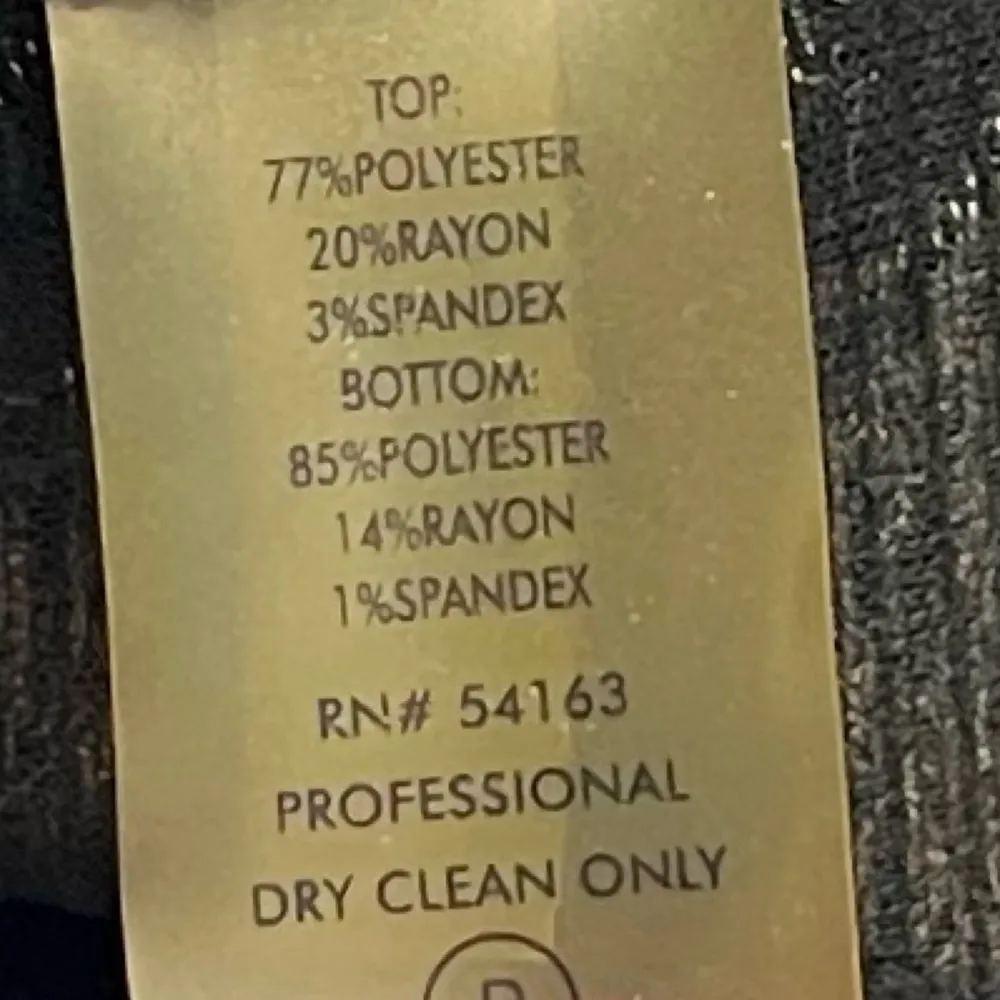 TOP:
77%POLYESTER
20%RAYON
3%SPANDEX
BOTTOM:
85%POLYESTER
14%RAYON
1%SPANDEX
RN# 54163
PROFESSIONAL
DRY CLEAN ONLY